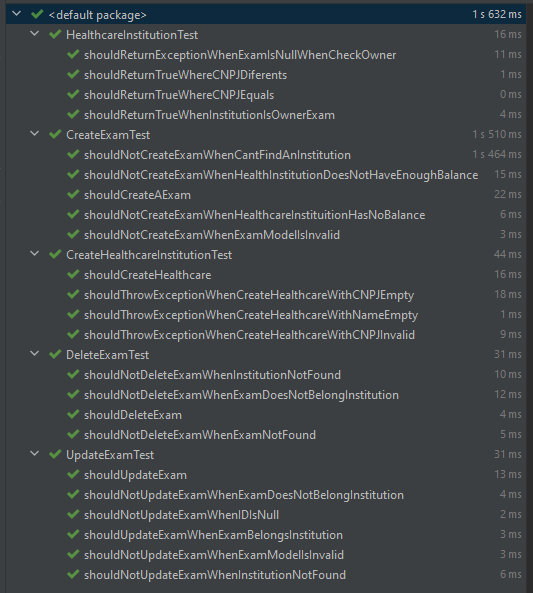 <default package> 1 s 632 ms
HealthcareInstitutionTest 16 ms
shouldReturnExceptionWhenExamIsNullWhenCheckOwner 11 ms
shouldReturnTrueWhereCNPJDiferents 1 ms
shouldReturnTrueWhereCNPJEquals 0 ms
shouldReturnTrueWhenInstitutionIsOwnerExam 4 ms
CreateExamTest 1 s 510 ms
shouldNotCreateExamWhenCantFindAnInstitution 1 s 464 ms
shouldNotCreateExamWhenHealthInstitutionDoesNotHaveEnoughBalance 15 ms
shouldCreateAExam 22 ms
shouldNotCreateExamWhenHealthcareInstituitionHasNoBalance 6 ms
shouldNotCreateExamWhenExamModelIsInvalid 3 ms
CreateHealthcareInstitutionTest 44 ms
shouldCreateHealthcare 16 ms
shouldThrowExceptionWhenCreateHealthcareWithCNPJEmpty 18 ms
shouldThrowExceptionWhenCreateHealthcareWithNameEmpty 1 ms
shouldThrowExceptionWhenCreateHealthcareWithCNPJInvalid 9 ms
DeleteExamTest 31 ms
shouldNotDeleteExamWhenInstitutionNotFound 10 ms
shouldNotDeleteExamWhenExamDoesNotBelongInstitution 12 ms
shouldDeleteExam 4 ms
shouldNotDeleteExamWhenExamNotFound 5 ms
UpdateExamTest 31 ms
shouldUpdateExam 13 ms
shouldNotUpdateExamWhenExamDoesNotBelongInstitution 4 ms
shouldNotUpdateExamWhenIDIsNull 2 ms
shouldUpdateExamWhenExamBelongsInstitution 3 ms
shouldNotUpdateExamWhenExamModelIsInvalid 3 ms
shouldNotUpdateExamWhenInstitutionNotFound 6 ms